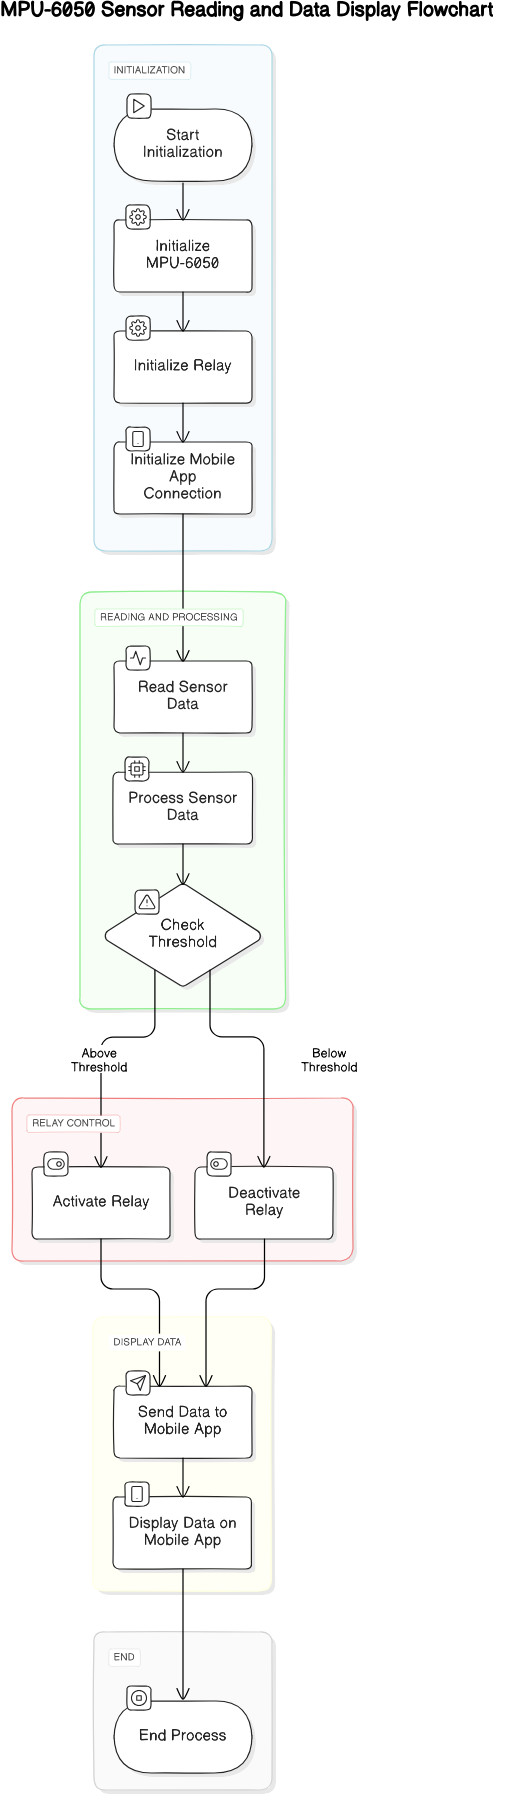 MPU-6050 Sensor Reading and Data Display Flowchart
INITIALIZATION
Start
Initialization
Initialize
MPU-6050
Initialize Relay
Initialize Mobile
App
Connection
READING AND PROCESSING
Read Sensor
Data
Process Sensor
Data
Check
Threshold
Above
Threshold
Below
Threshold
RELAY CONTROL
Activate Relay
Deactivate
Relay
DISPLAY DATA
Send Data to
Mobile App
Display Data on
Mobile App
END
End Process